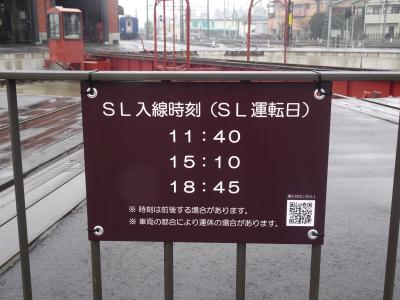 ＳＬ入線時刻（ＳＬ運転日）
１１：４０
１５：１０
１８：４５
※ 時刻は前後する場合があります。
※ 車両の都合により運休の場合があります。